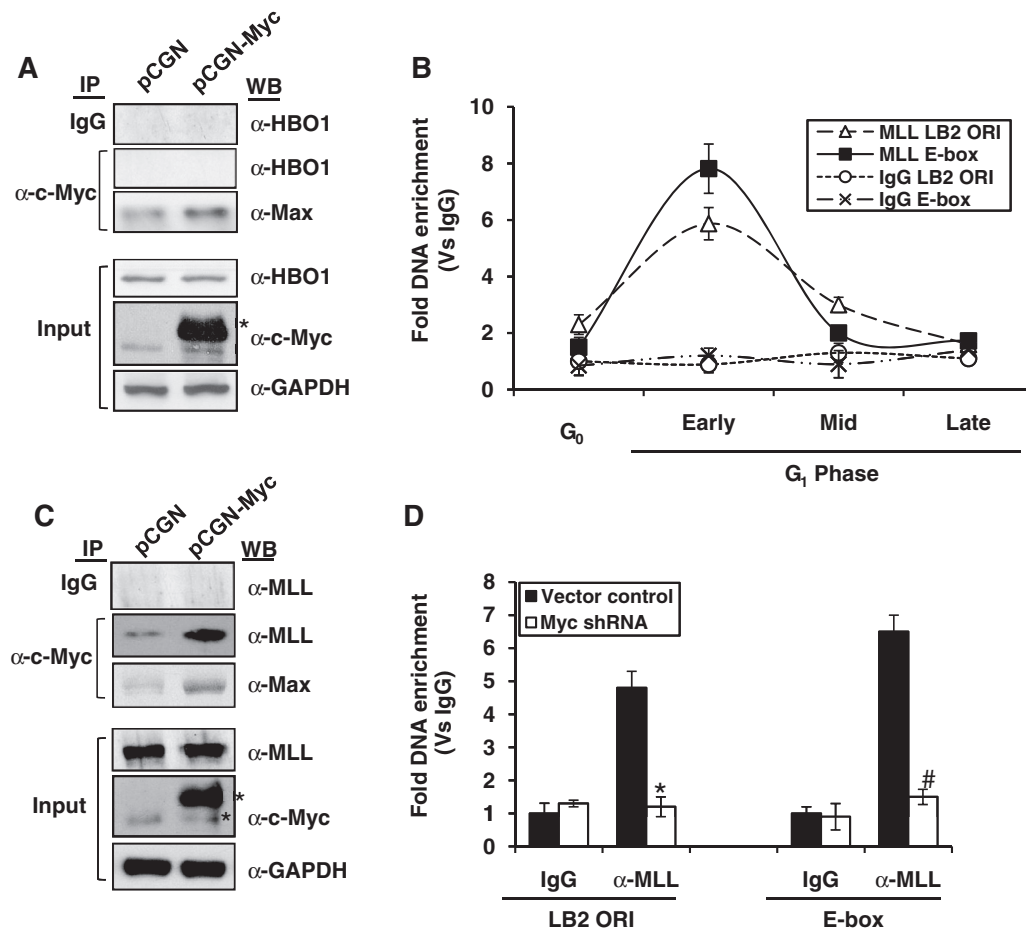 A
IP
pCGN
pCGN-Myc
WB
IgG
α-HBO1
α-c-Myc
α-HBO1
α-Max
Input
α-HBO1
*
α-c-Myc
α-GAPDH
B
Fold DNA enrichment
(Vs IgG)
10
8
6
4
2
0
MLL LB2 ORI
MLL E-box
IgG LB2 ORI
IgG E-box
G₀
Early
Mid
Late
G₁ Phase
C
IP
pCGN
pCGN-Myc
WB
IgG
α-MLL
α-c-Myc
α-MLL
α-Max
Input
α-MLL
*
*
α-c-Myc
α-GAPDH
D
Fold DNA enrichment
(Vs IgG)
8
7
6
5
4
3
2
1
0
Vector control
Myc shRNA
*
#
IgG
α-MLL
IgG
α-MLL
LB2 ORI
E-box